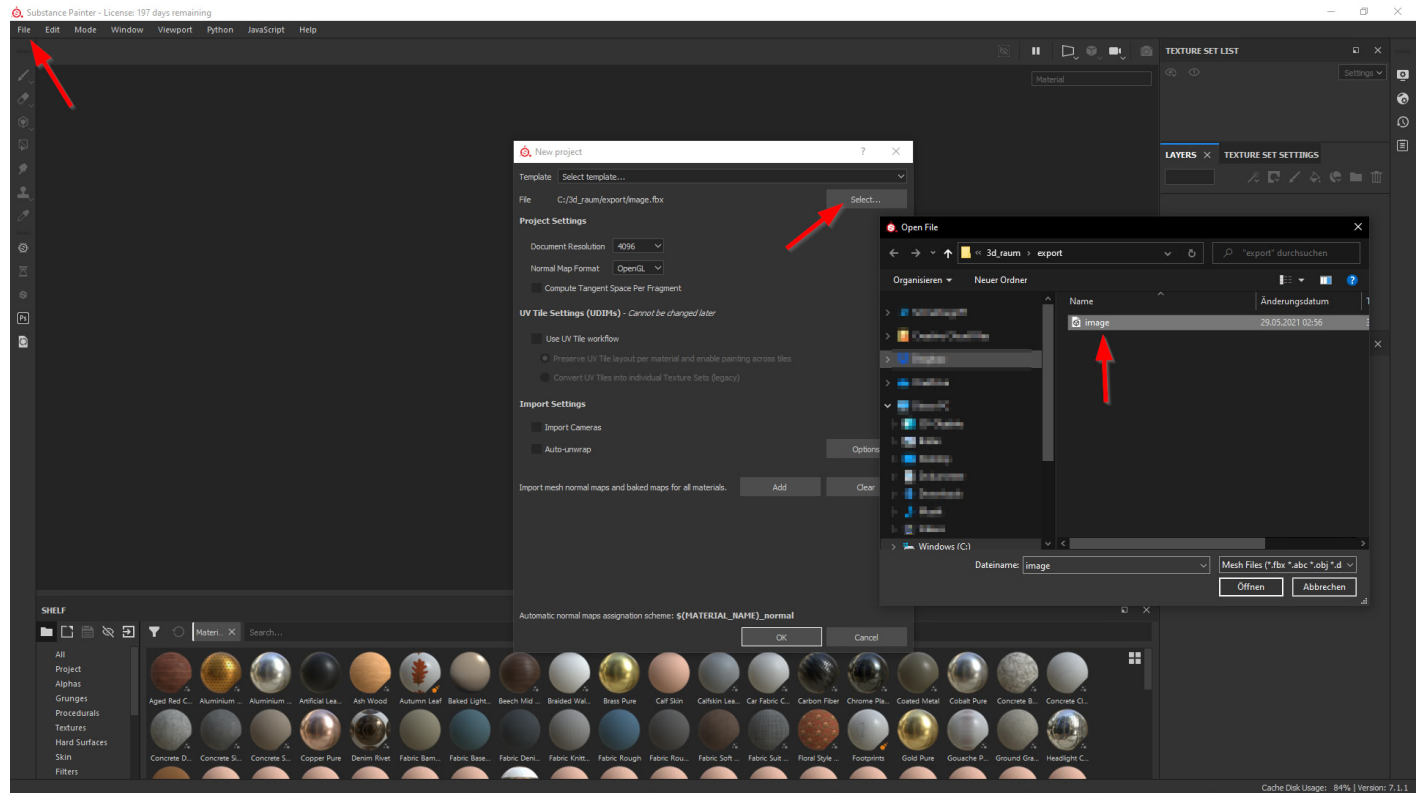 Substance Painter - License: 197 days remaining
File Edit Mode Window Viewport Python JavaScript Help
TEXTURE SET LIST
Material
Settings
LAYERS TEXTURE SET SETTINGS
New project
Template Select template...
File C:/3d_raum/export/image.fbx Select...
Project Settings
Document Resolution 4096
Normal Map Format OpenGL
Compute Tangent Space Per Fragment
UV Tile Settings (UDIMs) - Cannot be changed later
Use UV Tile workflow
Preserve UV Tile layout per material and enable painting across tiles
Convert UV Tiles into individual Texture Sets (legacy)
Import Settings
Import Cameras
Auto-unwrap Options
Import mesh normal maps and baked maps for all materials. Add Clear
Automatic normal maps assignation scheme: $(MATERIAL_NAME)_normal
OK Cancel
Open File
« 3d_raum › export "export" durchsuchen
Organisieren Neuer Ordner
Name Änderungsdatum
image 29.05.2021 02:56
Windows (C:)
Dateiname: image Mesh Files (*.fbx *.abc *.obj *.d
Öffnen Abbrechen
SHELF
Materi... Search...
All
Project
Alphas
Grunges
Procedurals
Textures
Hard Surfaces
Skin
Filters
Aged Red C... Aluminium ... Aluminium ... Artificial Lea... Ash Wood Autumn Leaf Baked Light... Beech Mid ... Braided Wal... Brass Pure Calf Skin Calfskin Lea... Car Fabric C... Carbon Fiber Chrome Pla... Coated Metal Cobalt Pure Concrete B... Concrete Cl...
Concrete D... Concrete Si... Concrete S... Copper Pure Denim Rivet Fabric Bam... Fabric Base... Fabric Deni... Fabric Knitt... Fabric Rough Fabric Rou... Fabric Soft ... Fabric Suit ... Floral Style ... Footprints Gold Pure Gouache P... Ground Gra... Headlight C...
Cache Disk Usage: 84% | Version: 7.1.1